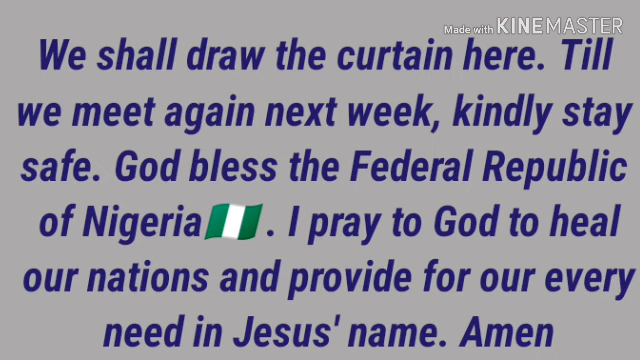 Made with KINEMASTER
We shall draw the curtain here. Till
we meet again next week, kindly stay
safe. God bless the Federal Republic
of Nigeria🇳🇬. I pray to God to heal
our nations and provide for our every
need in Jesus' name. Amen